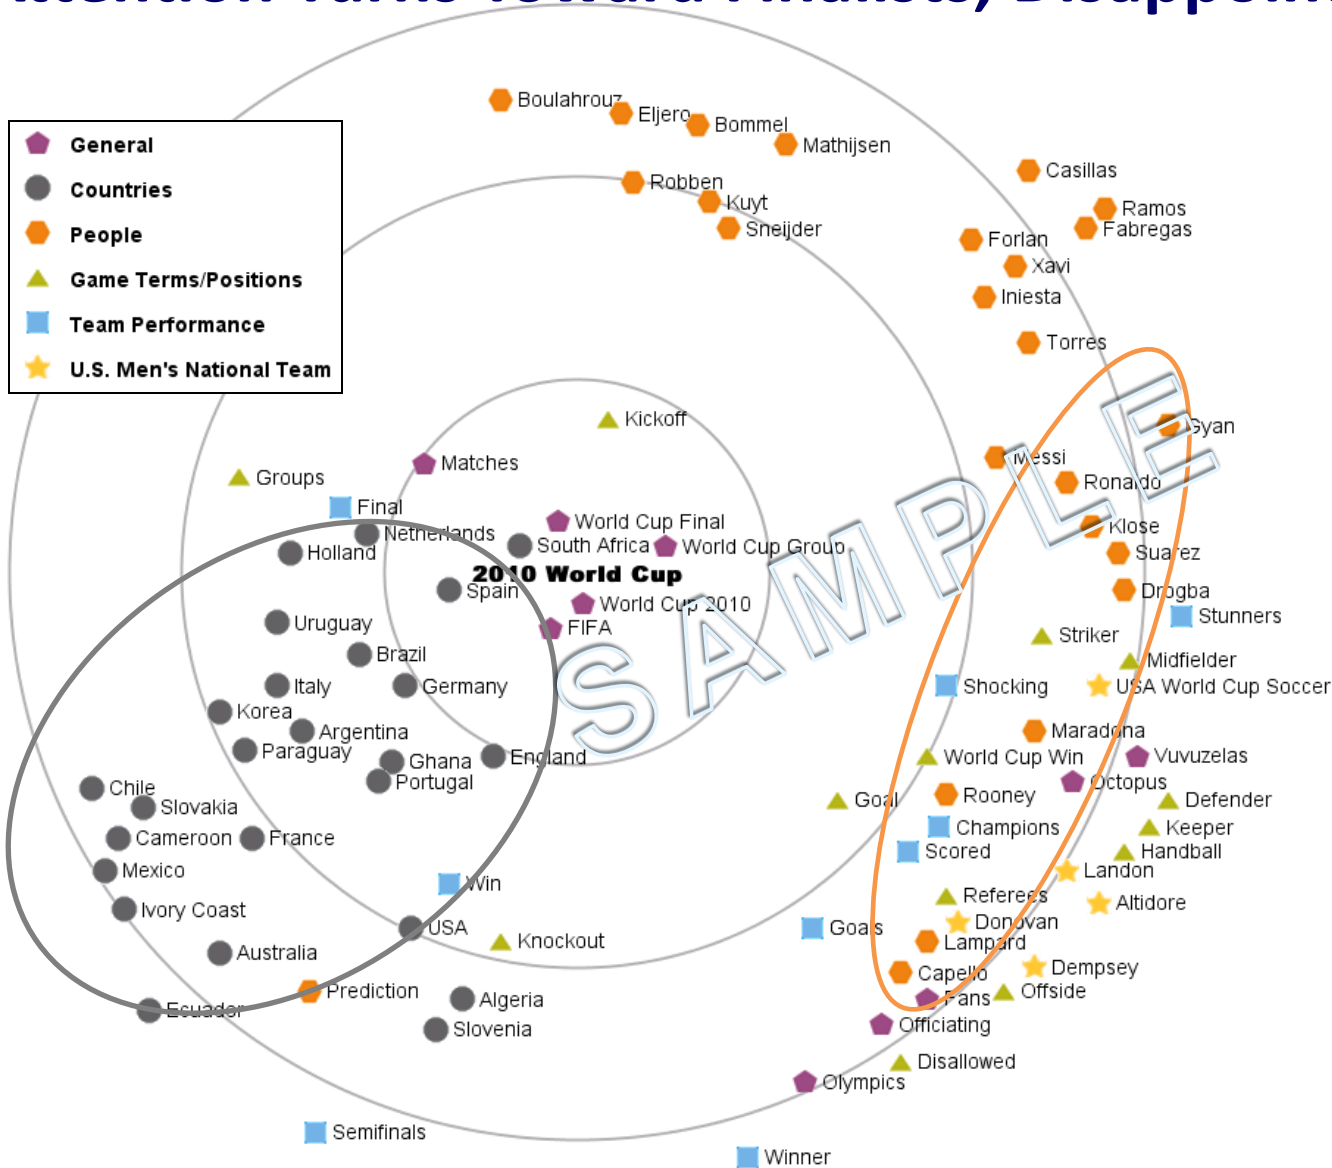 Attention Turns Toward Finalists, Disappoin
General
Countries
People
Game Terms/Positions
Team Performance
U.S. Men's National Team
Boulahrouz
Eljero
Bommel
Mathijsen
Robben
Kuyt
Sneijder
Casillas
Ramos
Fabregas
Forlan
Xavi
Iniesta
Torres
Gyan
Messi
Ronaldo
Klose
Suarez
Drogba
Stunners
Kickoff
Matches
Groups
Final
Netherlands
Holland
World Cup Final
South Africa
World Cup Group
2010 World Cup
Spain
World Cup 2010
FIFA
Uruguay
Brazil
Italy
Germany
Korea
Argentina
Paraguay
Ghana
England
Portugal
Chile
Slovakia
Cameroon
France
Mexico
Ivory Coast
Win
USA
Knockout
Australia
Prediction
Ecuador
Algeria
Slovenia
Semifinals
SAMPLE
Striker
Midfielder
Shocking
USA World Cup Soccer
Maradona
World Cup Win
Vuvuzelas
Octopus
Goal
Rooney
Defender
Champions
Keeper
Scored
Handball
Landon
Referees
Altidore
Goals
Donovan
Lampard
Capello
Dempsey
Fans
Offside
Officiating
Disallowed
Olympics
Winner